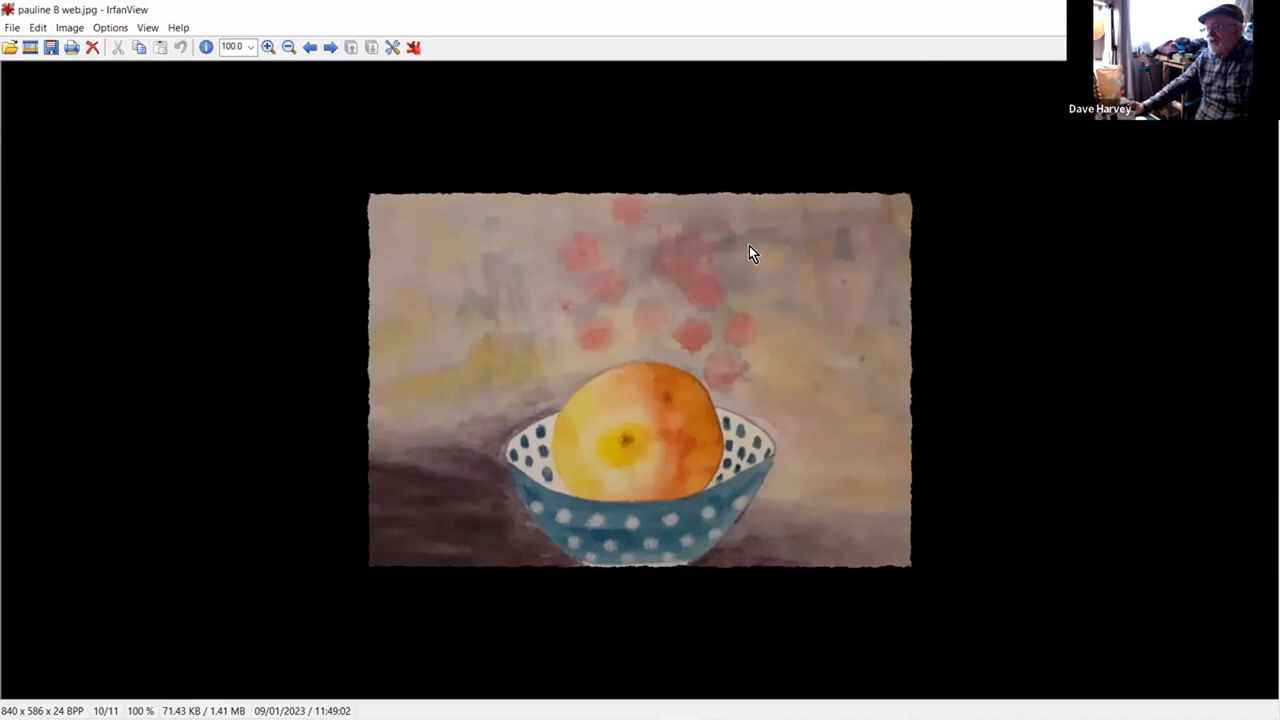 pauline B web.jpg - IrfanView
File Edit Image Options View Help
100.0
Dave Harvey
840 x 586 x 24 BPP 10/11 100 % 71.43 KB / 1.41 MB 09/01/2023 / 11:49:02